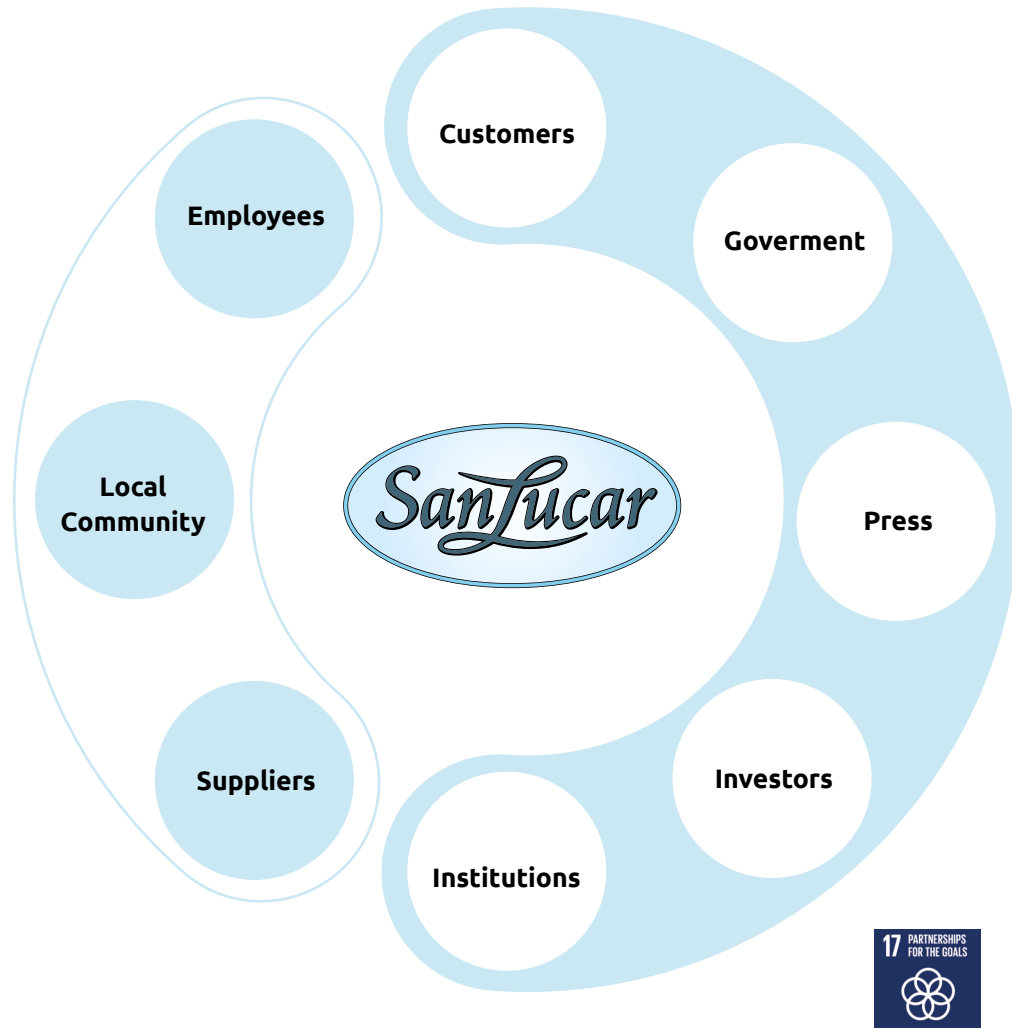 Customers
Employees
Goverment
Local
Community
SanLucar
Press
Suppliers
Investors
Institutions
17 PARTNERSHIPS
FOR THE GOALS